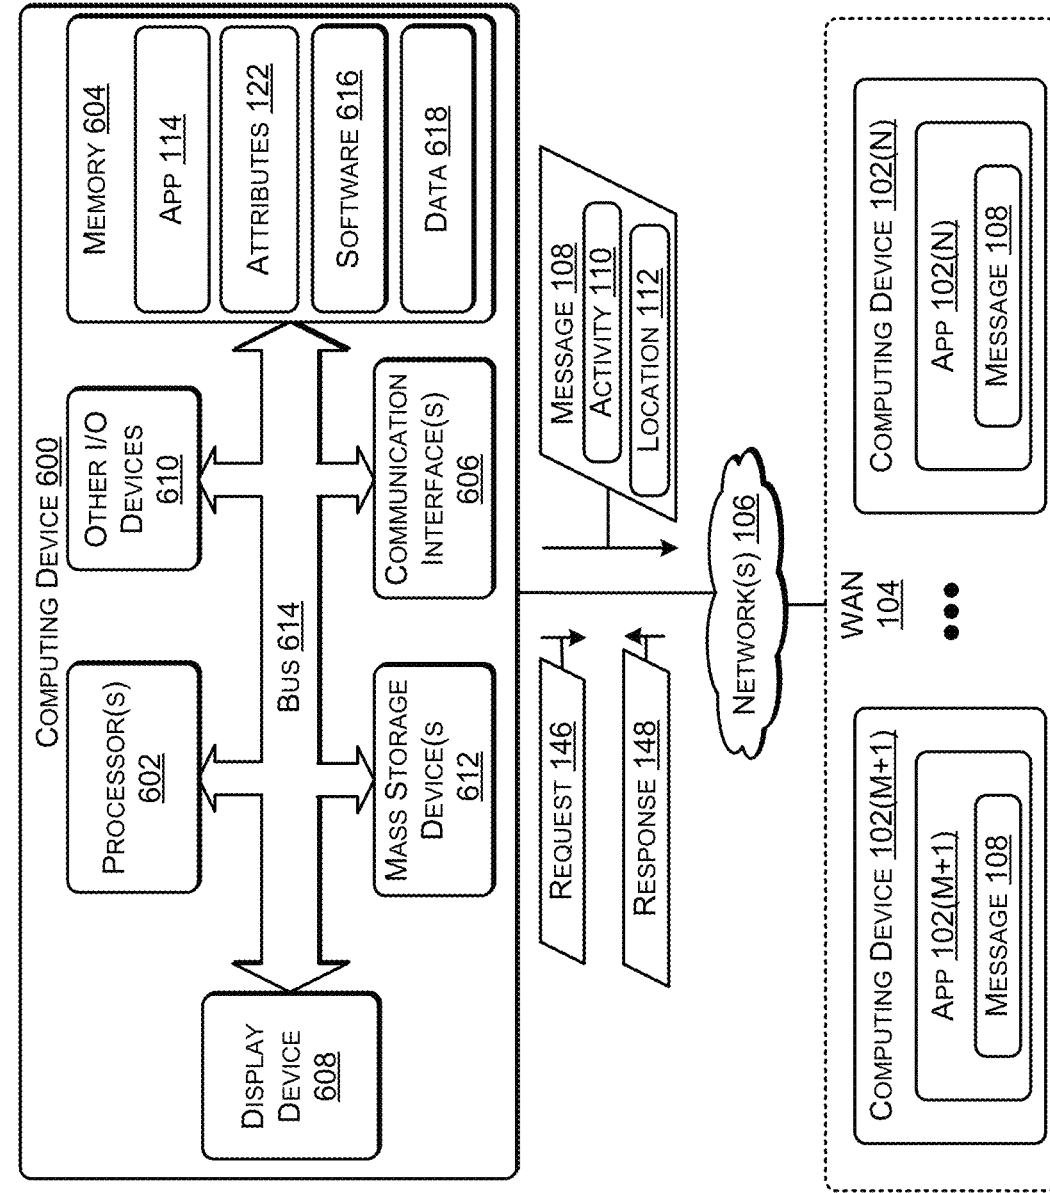 COMPUTING DEVICE 600
PROCESSOR(S)
602
OTHER I/O
DEVICES
610
MEMORY 604
APP 114
ATTRIBUTES 122
SOFTWARE 616
DATA 618
DISPLAY
DEVICE
608
BUS 614
MASS STORAGE
DEVICE(S
612
COMMUNICATION
INTERFACE(S)
606
REQUEST 146
RESPONSE 148
MESSAGE 108
ACTIVITY 110
LOCATION 112
NETWORK(S) 106
WAN
104
COMPUTING DEVICE 102(M+1)
APP 102(M+1)
MESSAGE 108
COMPUTING DEVICE 102(N)
APP 102(N)
MESSAGE 108